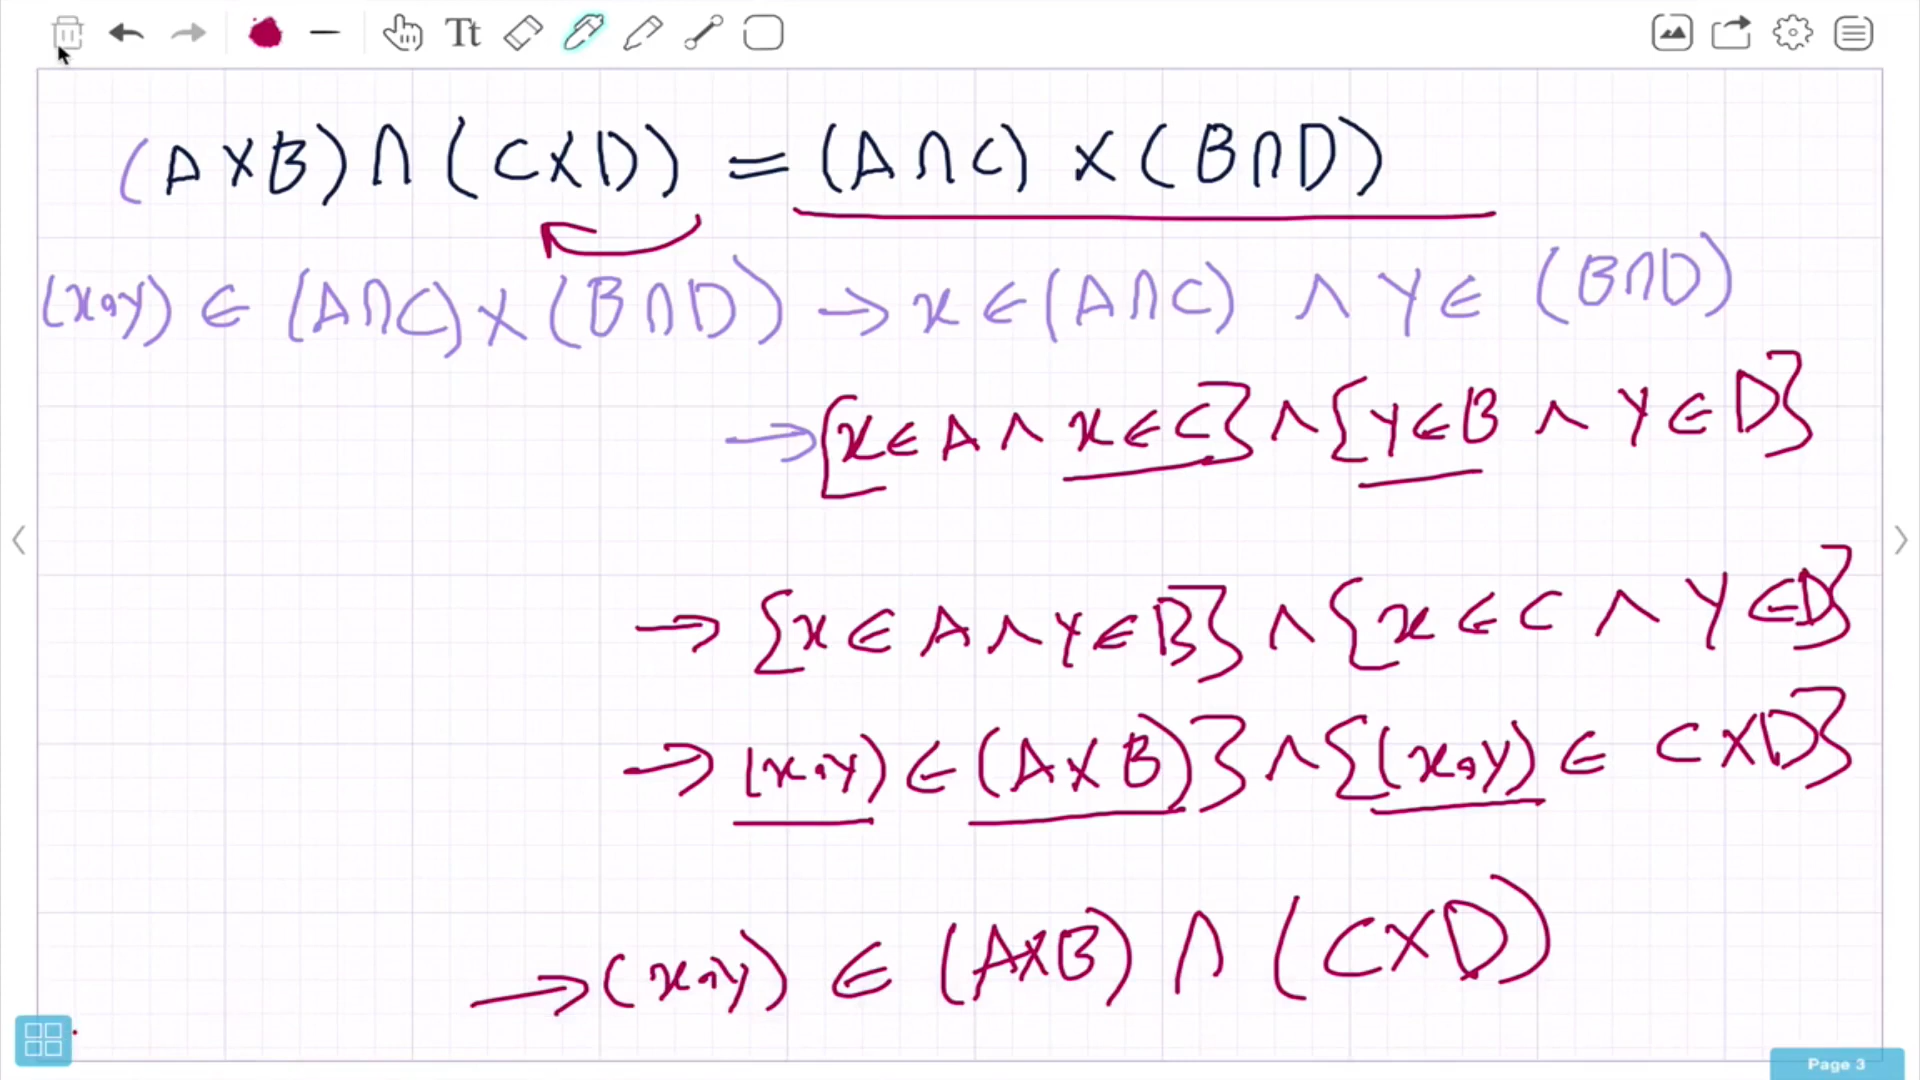 Tt
(A×B)∩(C×D) = (A∩C)×(B∩D)
(x,y) ∈ (A∩C)×(B∩D) → x∈(A∩C) ∧ y∈ (B∩D)
→ [x∈A ∧ x∈C} ∧ {y∈B ∧ y∈D}
→ {x∈A ∧ y∈B} ∧ {x∈C ∧ y∈D}
→ (x,y) ∈ (A×B)} ∧ {(x,y) ∈ C×D}
→ (x,y) ∈ (A×B) ∩ (C×D)
Page 3